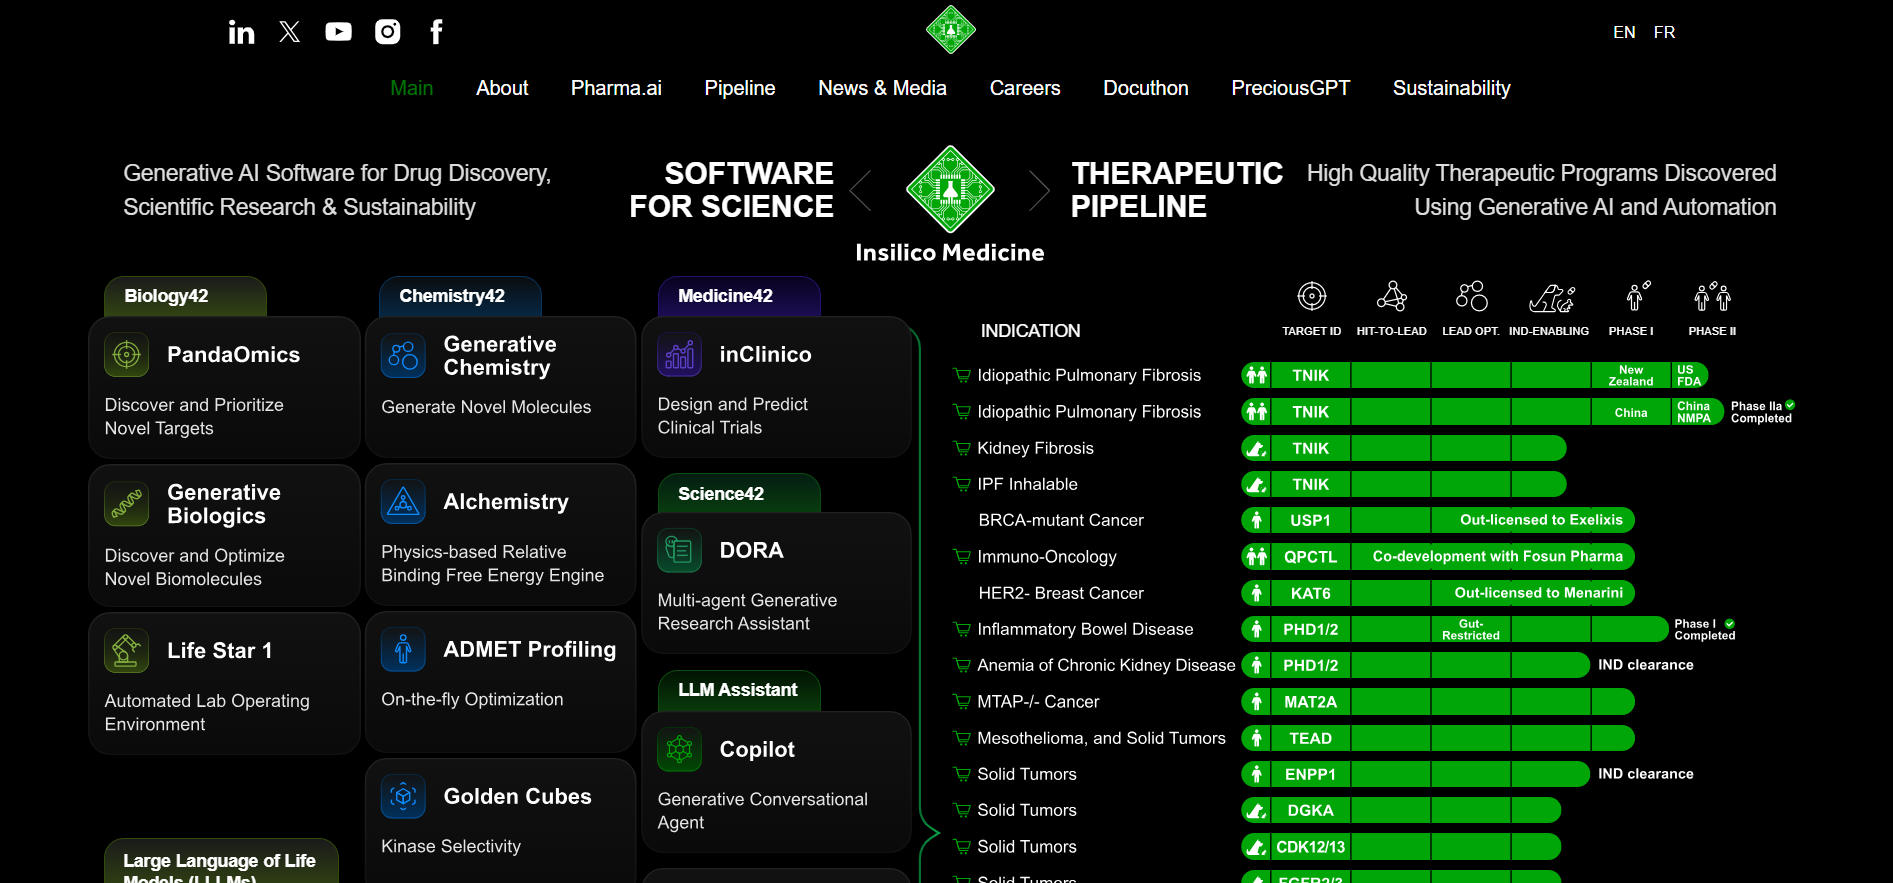 EN FR
Main About Pharma.ai Pipeline News & Media Careers Docuthon PreciousGPT Sustainability
Generative AI Software for Drug Discovery,
Scientific Research & Sustainability
SOFTWARE
FOR SCIENCE
Insilico Medicine
THERAPEUTIC
PIPELINE
High Quality Therapeutic Programs Discovered
Using Generative AI and Automation
Biology42
PandaOmics
Discover and Prioritize
Novel Targets
Generative
Biologics
Discover and Optimize
Novel Biomolecules
Life Star 1
Automated Lab Operating
Environment
Large Language of Life
Models (LLLMs)
Chemistry42
Generative
Chemistry
Generate Novel Molecules
Alchemistry
Physics-based Relative
Binding Free Energy Engine
ADMET Profiling
On-the-fly Optimization
Golden Cubes
Kinase Selectivity
Medicine42
inClinico
Design and Predict
Clinical Trials
Science42
DORA
Multi-agent Generative
Research Assistant
LLM Assistant
Copilot
Generative Conversational
Agent
INDICATION
TARGET ID HIT-TO-LEAD LEAD OPT. IND-ENABLING PHASE I PHASE II
Idiopathic Pulmonary Fibrosis TNIK New Zealand US FDA
Idiopathic Pulmonary Fibrosis TNIK China China NMPA Phase IIa Completed
Kidney Fibrosis TNIK
IPF Inhalable TNIK
BRCA-mutant Cancer USP1 Out-licensed to Exelixis
Immuno-Oncology QPCTL Co-development with Fosun Pharma
HER2- Breast Cancer KAT6 Out-licensed to Menarini
Inflammatory Bowel Disease PHD1/2 Gut-Restricted Phase I Completed
Anemia of Chronic Kidney Disease PHD1/2 IND clearance
MTAP-/- Cancer MAT2A
Mesothelioma, and Solid Tumors TEAD
Solid Tumors ENPP1 IND clearance
Solid Tumors DGKA
Solid Tumors CDK12/13
Solid Tumors FGFR2/3